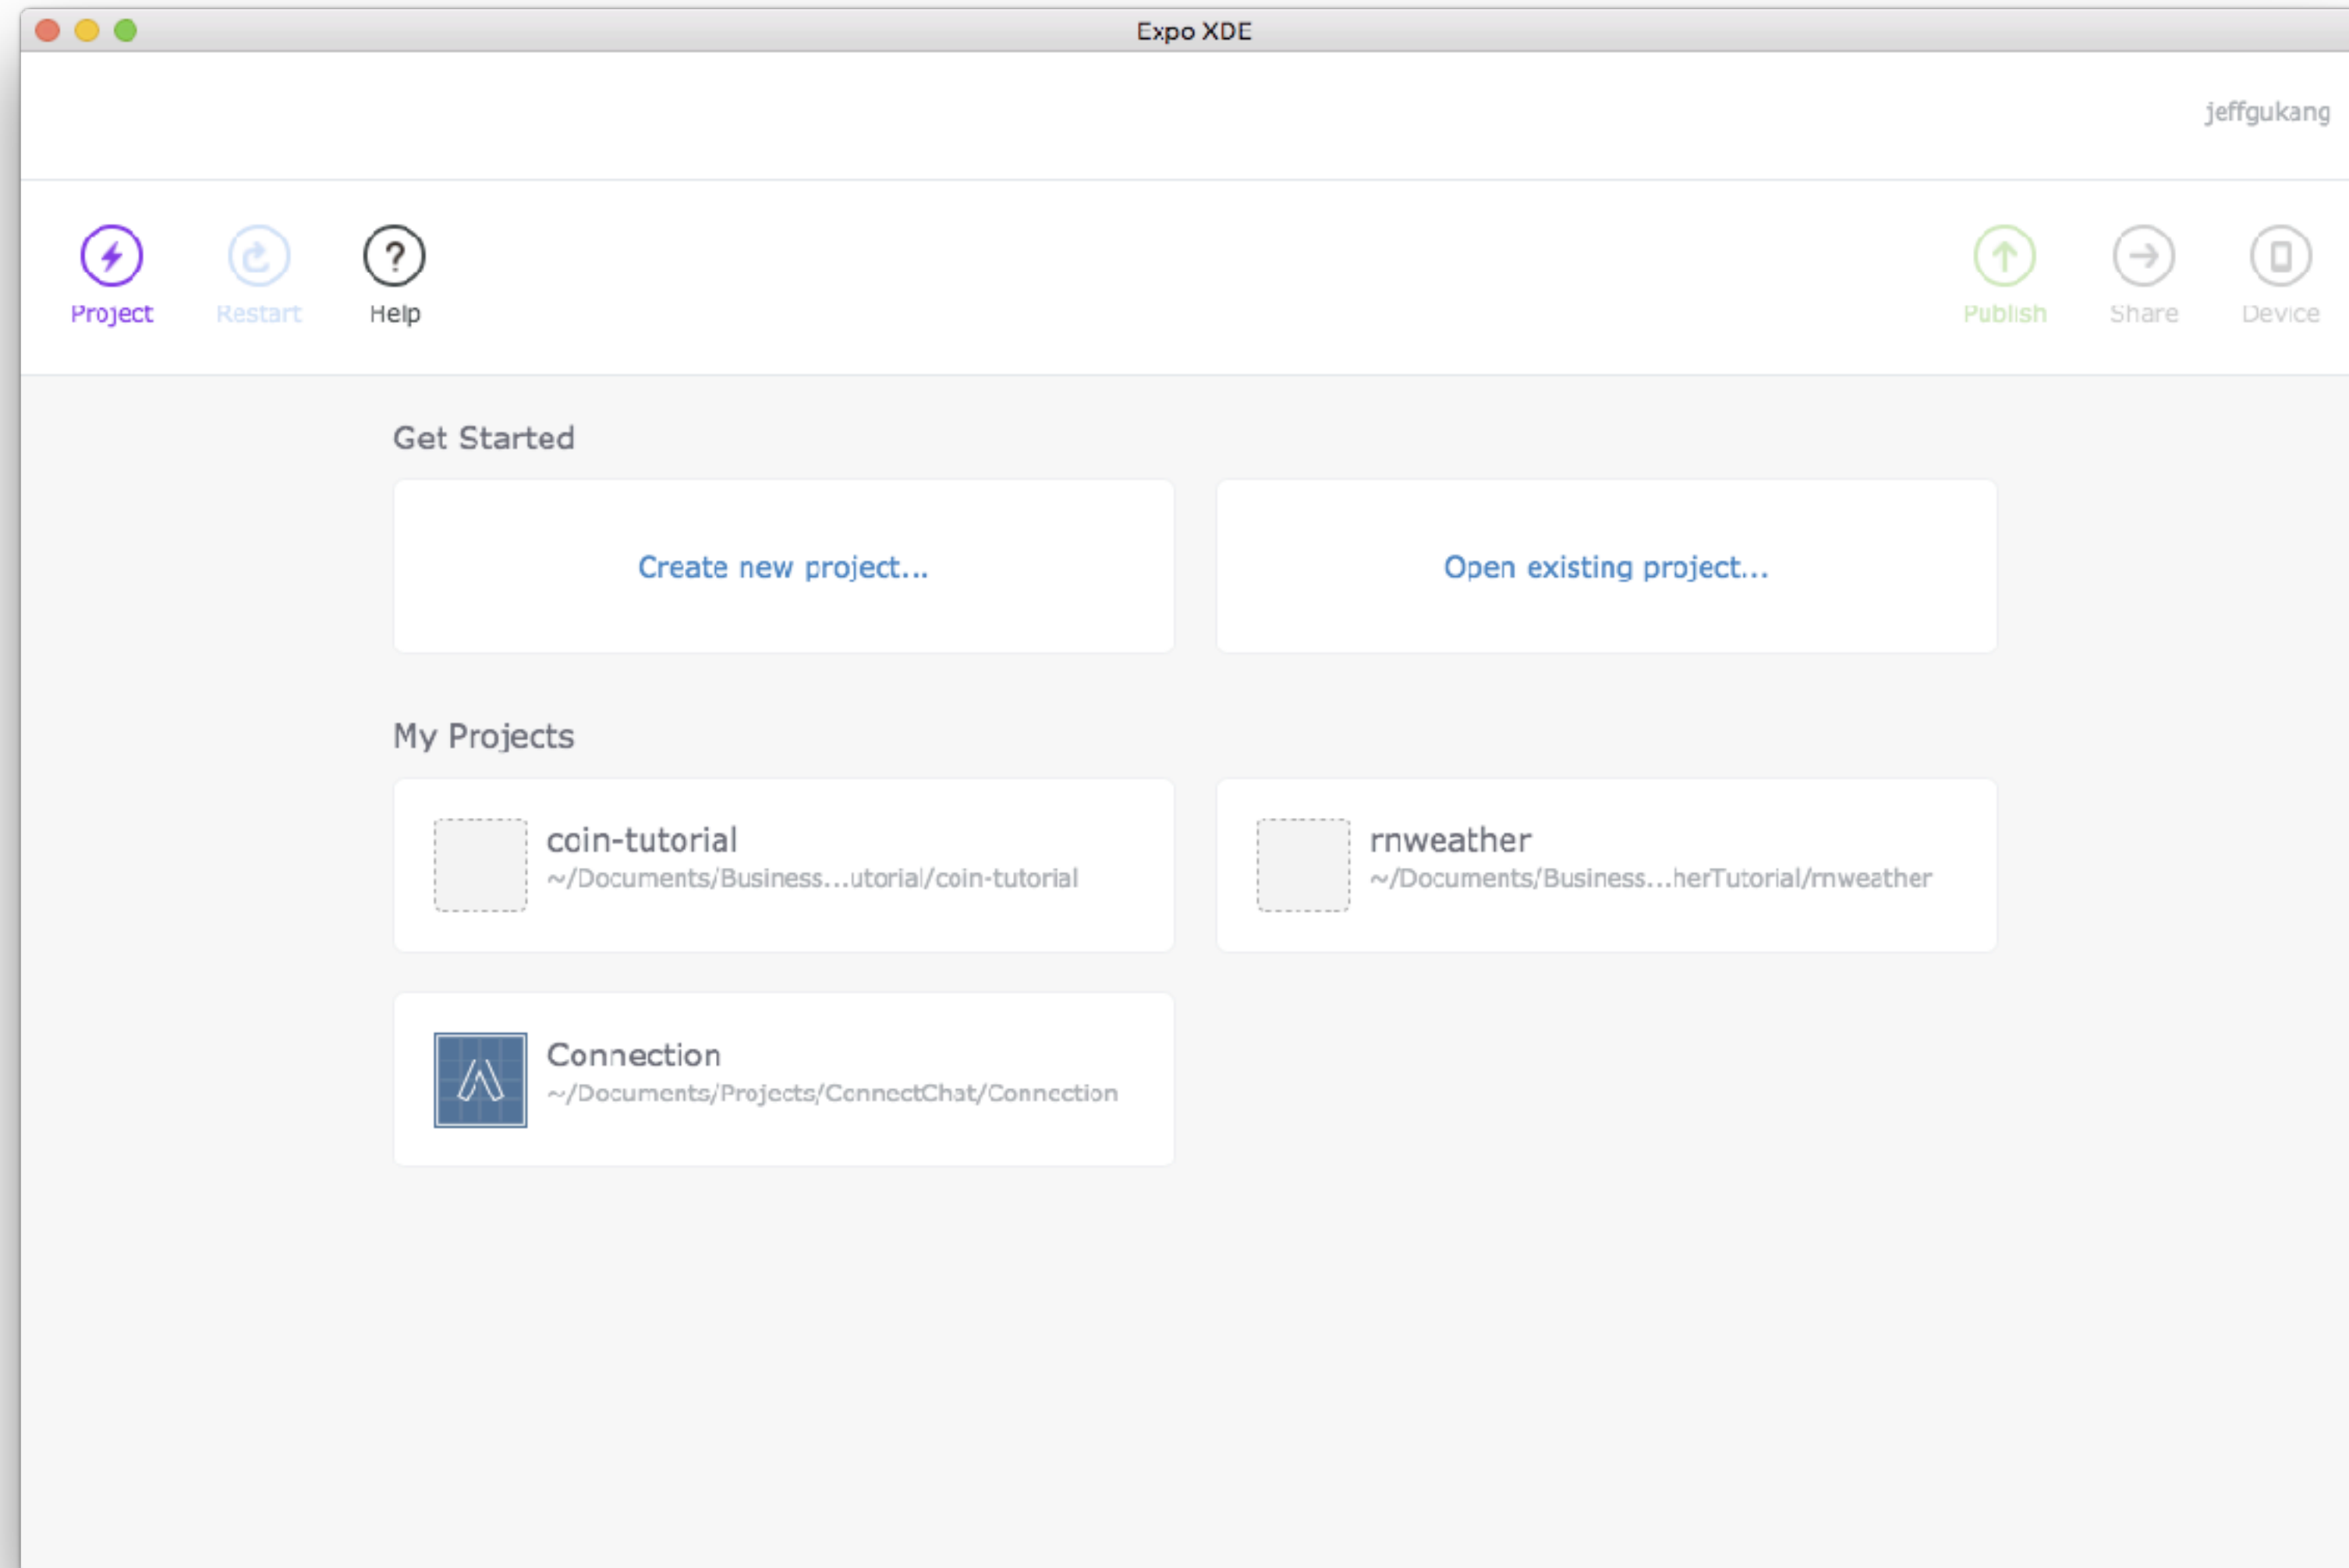 Expo XDE
jeffgukang
Project
Restart
Help
Publish
Share
Device
Get Started
Create new project...
Open existing project...
My Projects
coin-tutorial
~/Documents/Business...utorial/coin-tutorial
rnweather
~/Documents/Business...herTutorial/rnweather
Connection
~/Documents/Projects/ConnectChat/Connection